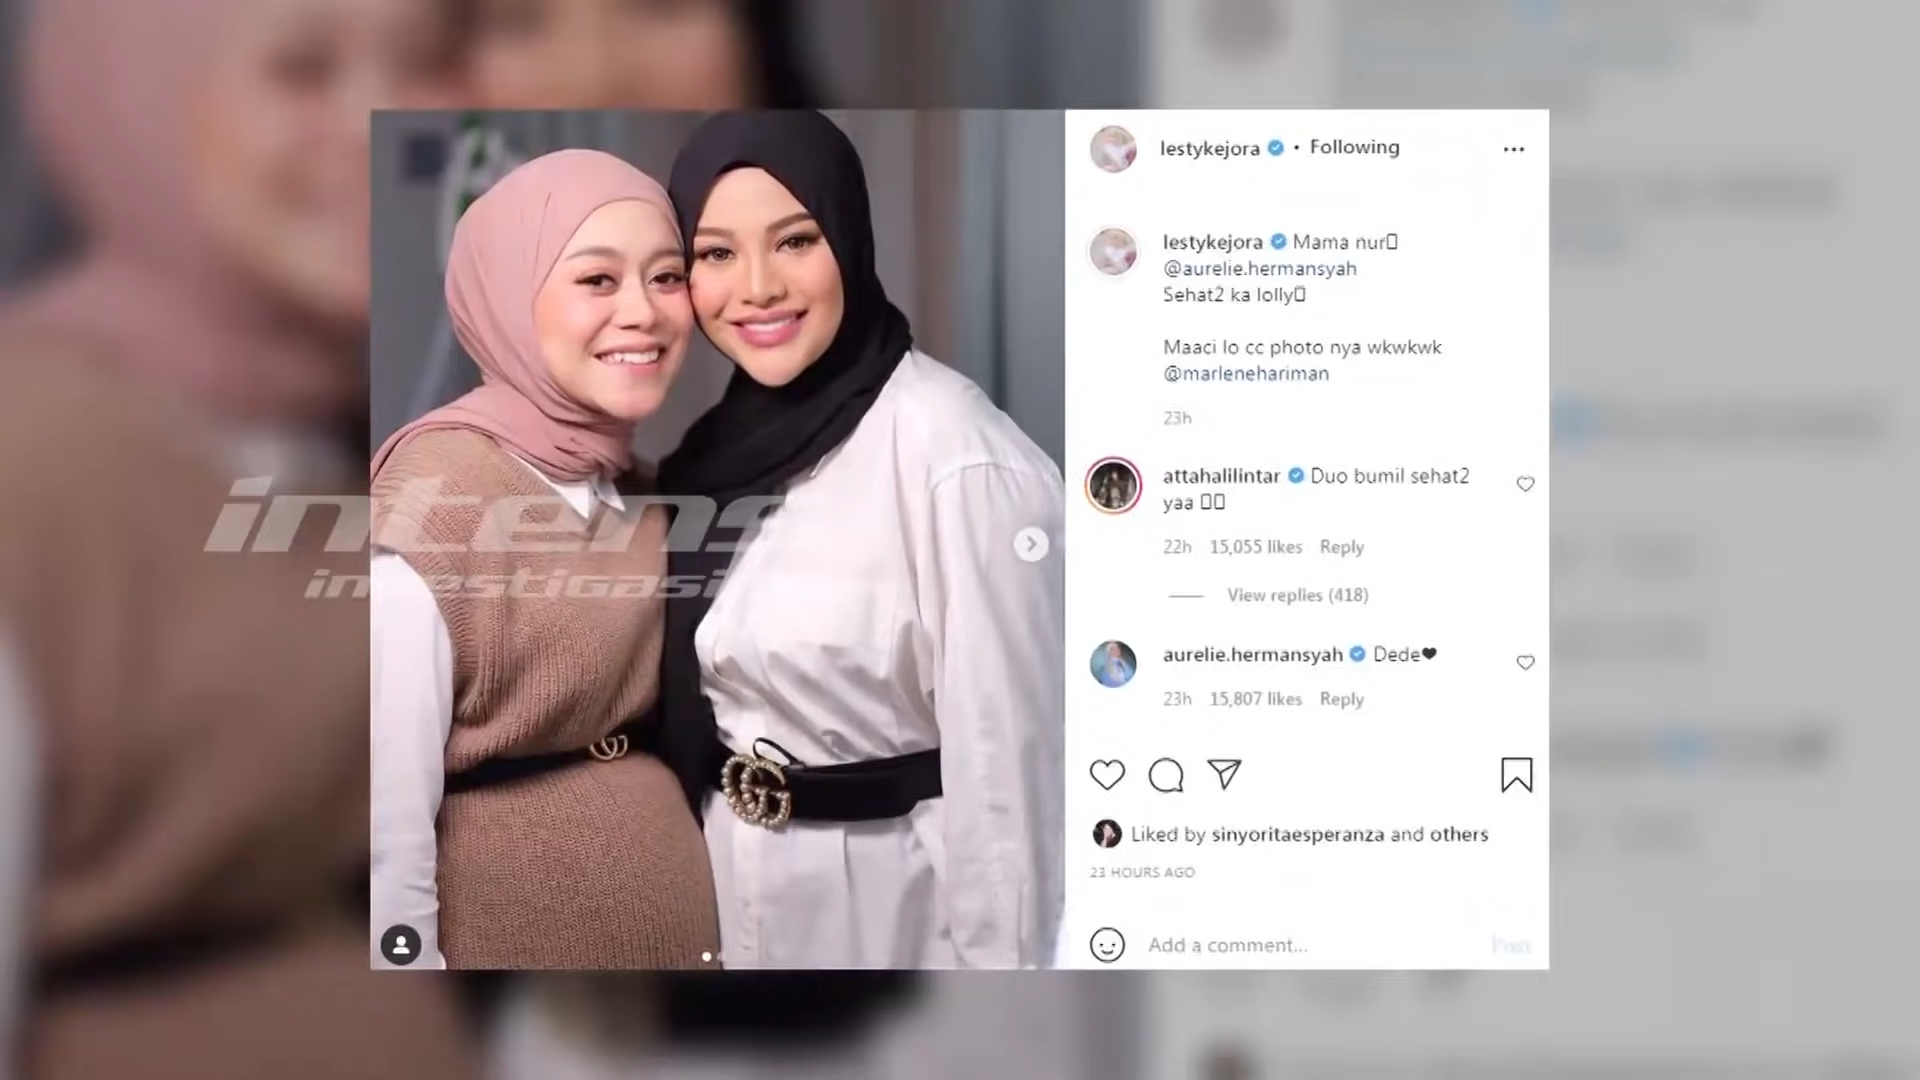 lestykejora • Following
lestykejora Mama nur
@aurelie.hermansyah
Sehat2 ka lolly
Maaci lo cc photo nya wkwkwk
@marlenehariman
23h
attahalilintar Duo bumil sehat2
yaa
22h 15,055 likes Reply
View replies (418)
aurelie.hermansyah Dede♥
23h 15,807 likes Reply
Liked by sinyoritaesperanza and others
23 HOURS AGO
Add a comment... Post
intens
investigasi